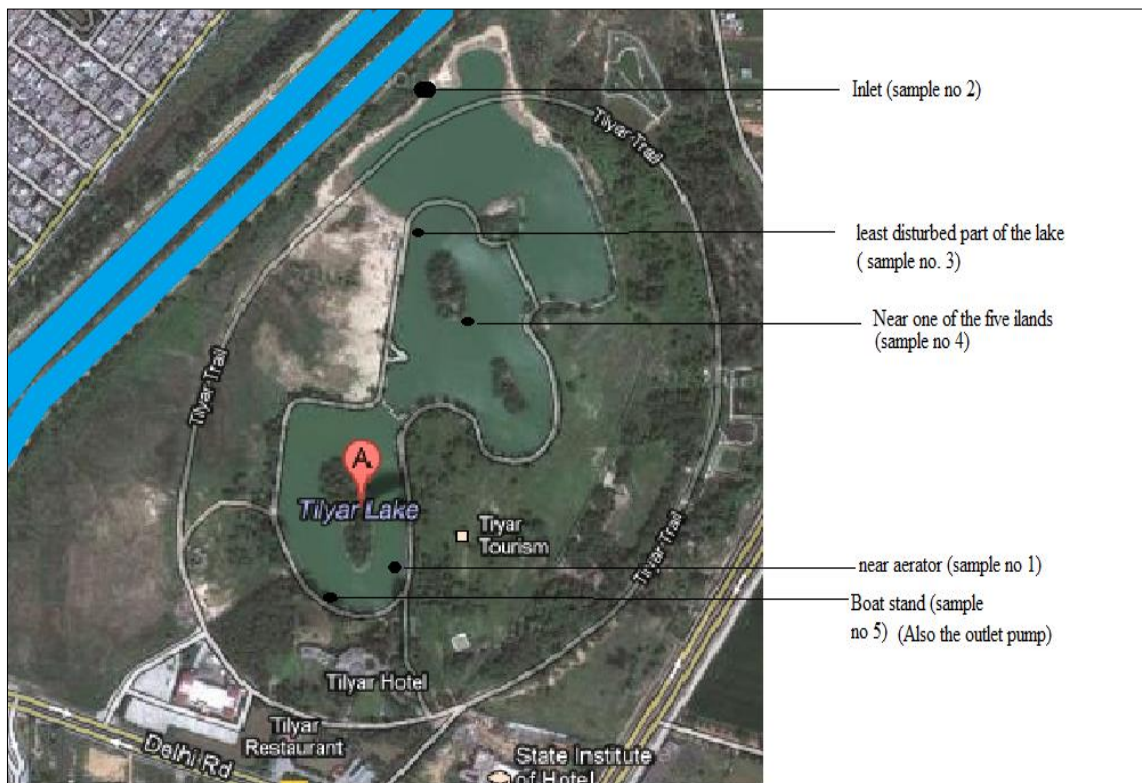 Inlet (sample no 2)
Tilyar Trail
least disturbed part of the lake
( sample no. 3)
Near one of the five ilands
(sample no 4)
Tilyar Trail
A
Tilyar Lake
Tiyar
Tourism
Tilyar Trail
near aerator (sample no 1)
Boat stand (sample
no 5) (Also the outlet pump)
Tilyar Hotel
Tilyar
Restaurant
Delhi Rd
State Institute
of Hotel